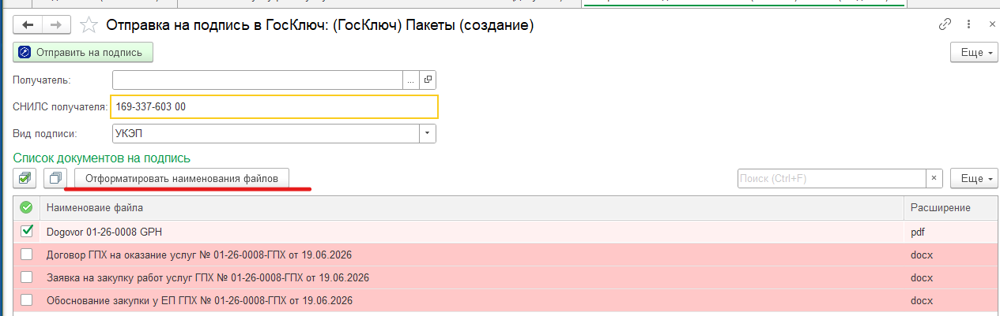 Отправка на подпись в ГосКлюч: (ГосКлюч) Пакеты (создание)
Отправить на подпись
Еще
Получатель:
...
СНИЛС получателя: 169-337-603 00
Вид подписи: УКЭП
Список документов на подпись
Отформатировать наименования файлов
Поиск (Ctrl+F)
×
Еще
Наименоваие файла Расширение
Dogovor 01-26-0008 GPH pdf
Договор ГПХ на оказание услуг № 01-26-0008-ГПХ от 19.06.2026 docx
Заявка на закупку работ услуг ГПХ № 01-26-0008-ГПХ от 19.06.2026 docx
Обоснование закупки у ЕП ГПХ № 01-26-0008-ГПХ от 19.06.2026 docx